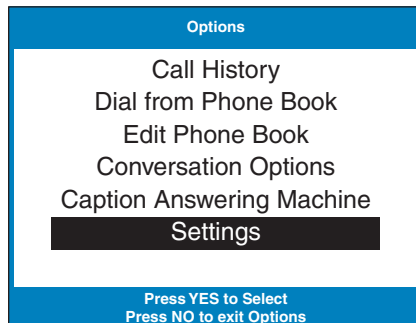 Options
Call History
Dial from Phone Book
Edit Phone Book
Conversation Options
Caption Answering Machine
Settings
Press YES to Select
Press NO to exit Options